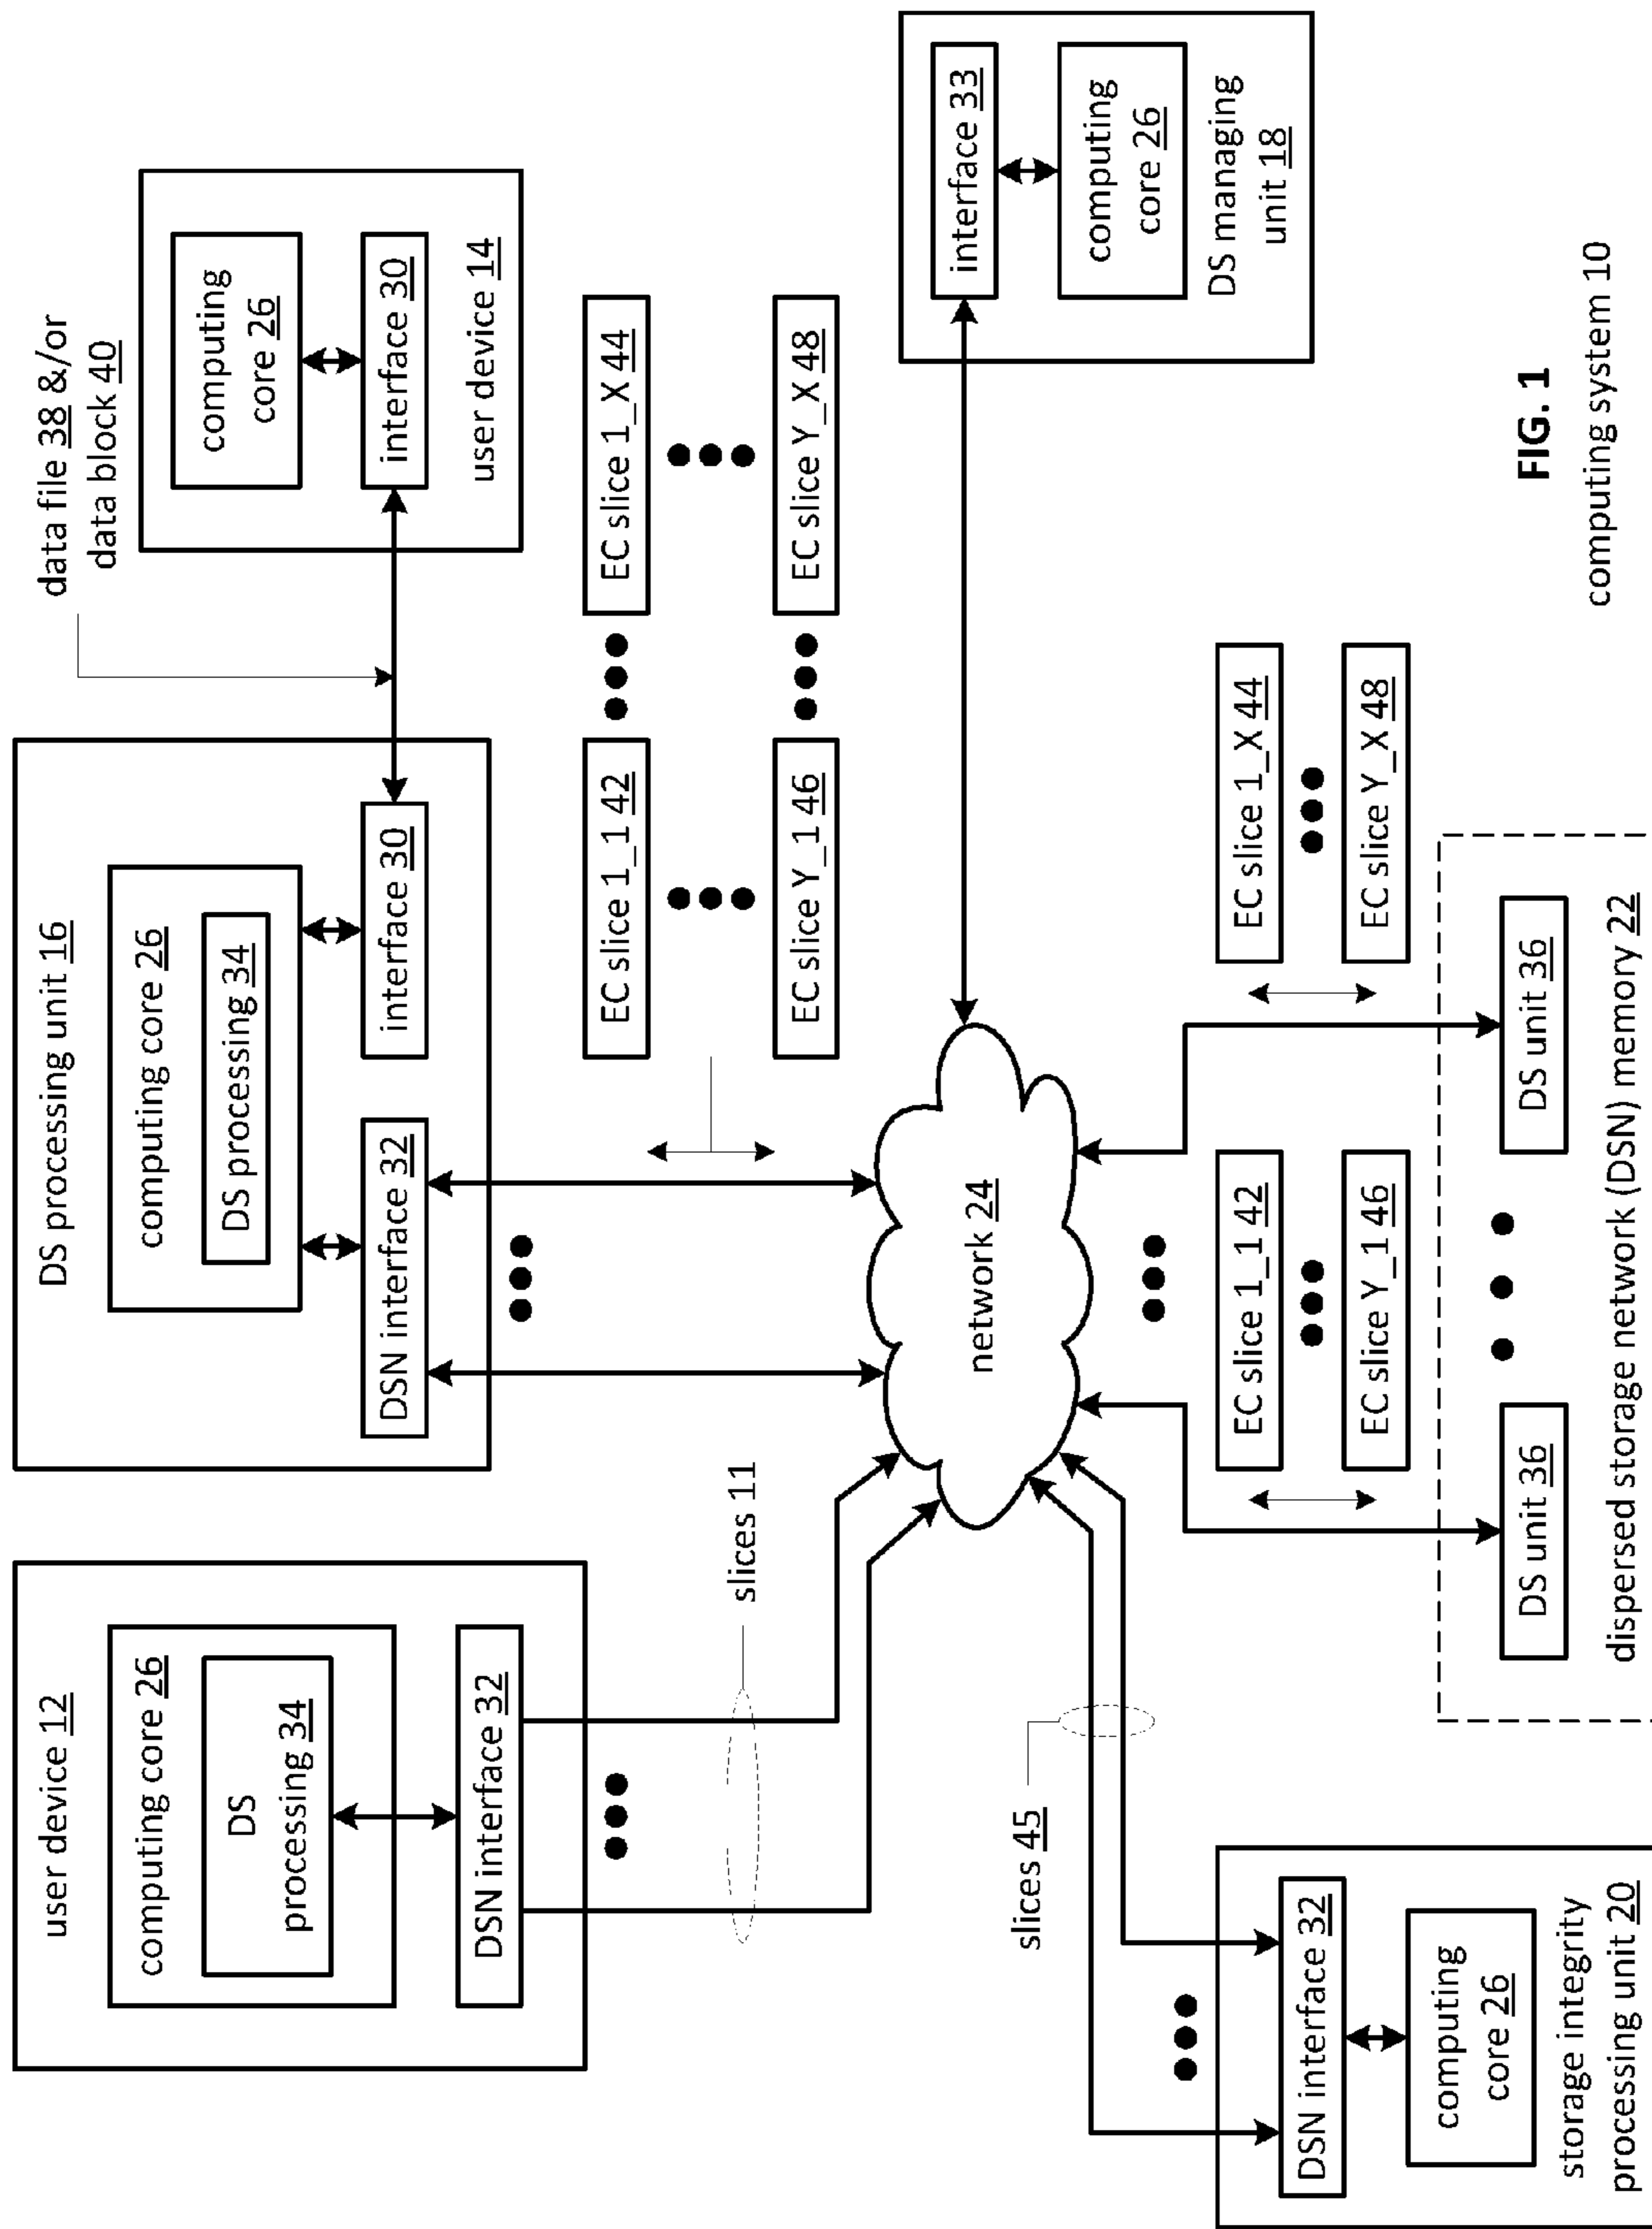 user device 12
computing core 26
DS
processing 34
DSN interface 32
slices 11
DS processing unit 16
computing core 26
DS processing 34
DSN interface 32
interface 30
data file 38 &/or
data block 40
computing
core 26
interface 30
user device 14
EC slice 1_1 42
EC slice 1_X 44
EC slice Y_1 46
EC slice Y_X 48
network 24
interface 33
computing
core 26
DS managing
unit 18
slices 45
DSN interface 32
computing
core 26
storage integrity
processing unit 20
EC slice 1_1 42
EC slice Y_1 46
EC slice 1_X 44
EC slice Y_X 48
DS unit 36
DS unit 36
dispersed storage network (DSN) memory 22
FIG. 1
computing system 10